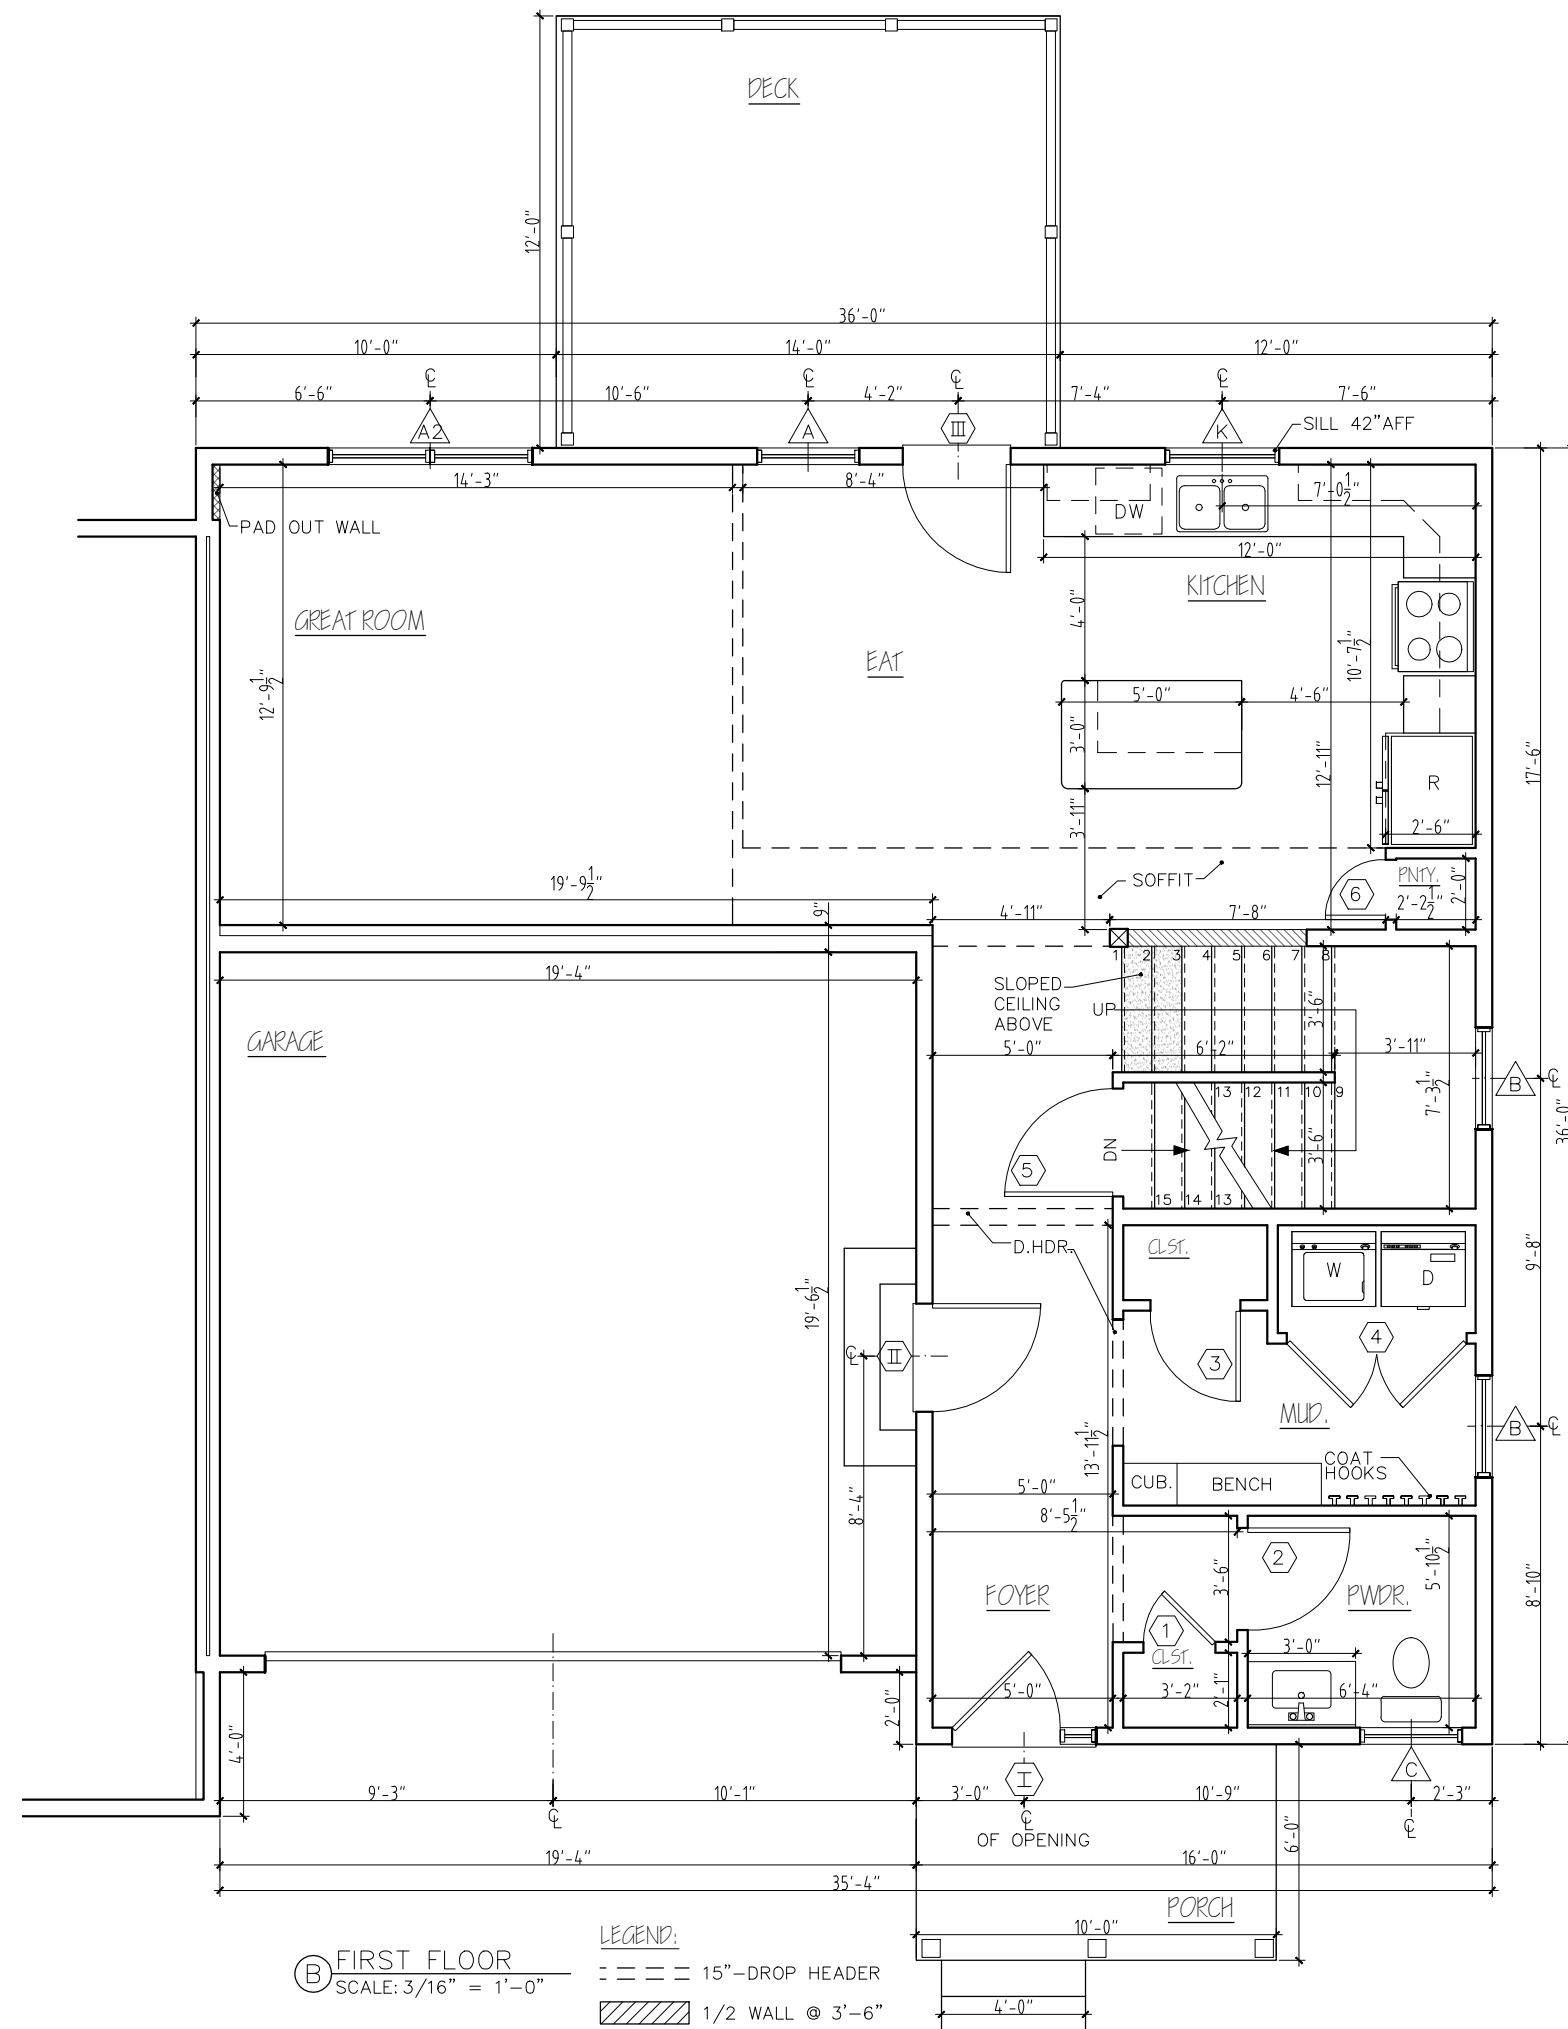 DECK
12'-0"
36'-0"
10'-0"
14'-0"
12'-0"
6'-6"
℄
10'-6"
℄
4'-2"
℄
7'-4"
℄
7'-6"
A2
A
III
K
SILL 42"AFF
14'-3"
8'-4"
DW
7'-0 1/2"
PAD OUT WALL
12'-0"
KITCHEN
GREAT ROOM
4'-0"
EAT
10'-7 1/2"
12'-9 1/2"
5'-0"
4'-6"
3'-0"
12'-11"
17'-6"
R
2'-6"
3'-11"
SOFFIT
PNTY.
6
2'-2 1/2"
2'-0"
19'-9 1/2"
9"
4'-11"
7'-8"
19'-4"
1 2 3 4 5 6 7 8
SLOPED
CEILING
ABOVE
UP
3'-6"
GARAGE
5'-0"
6'-2"
3'-11"
B
℄
7'-3 1/2"
36'-0"
13 12 11 10 9
DN
3'-6"
5
15 14 13
D.HDR.
CLST.
W
D
9'-8"
19'-6 1/2"
℄
II
3
4
MUD.
B
℄
13'-11 1/2"
COAT
HOOKS
CUB.
BENCH
5'-0"
8'-4"
8'-5 1/2"
2
5'-10 1/2"
3'-6"
FOYER
PWDR.
8'-10"
1
CLST.
3'-0"
5'-0"
3'-2"
2'-1"
6'-4"
2'-0"
4'-0"
I
C
9'-3"
℄
10'-1"
3'-0"
℄
OF OPENING
10'-9"
2'-3"
℄
6'-0"
19'-4"
16'-0"
35'-4"
PORCH
10'-0"
4'-0"
B
FIRST FLOOR
SCALE: 3/16" = 1'-0"
LEGEND:
15"-DROP HEADER
1/2 WALL @ 3'-6"